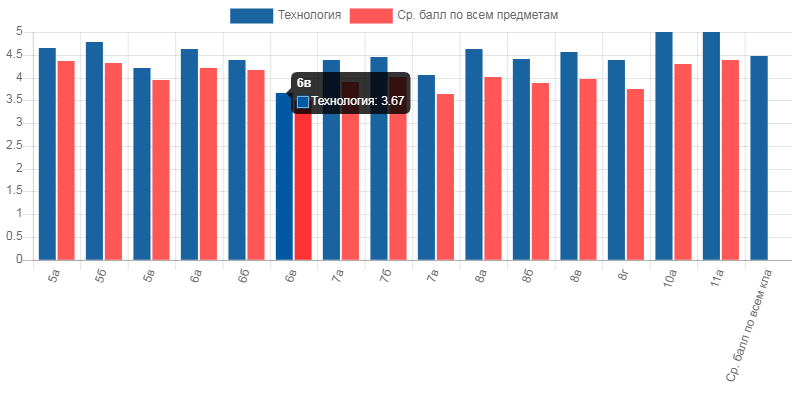 Технология Ср. балл по всем предметам
5
4.5
4
3.5
3
2.5
2
1.5
1
0.5
0
6в
Технология: 3.67
5а 5б 5в 6а 6б 6в 7а 7б 7в 8а 8б 8в 8г 10а 11а Ср. балл по всем кла